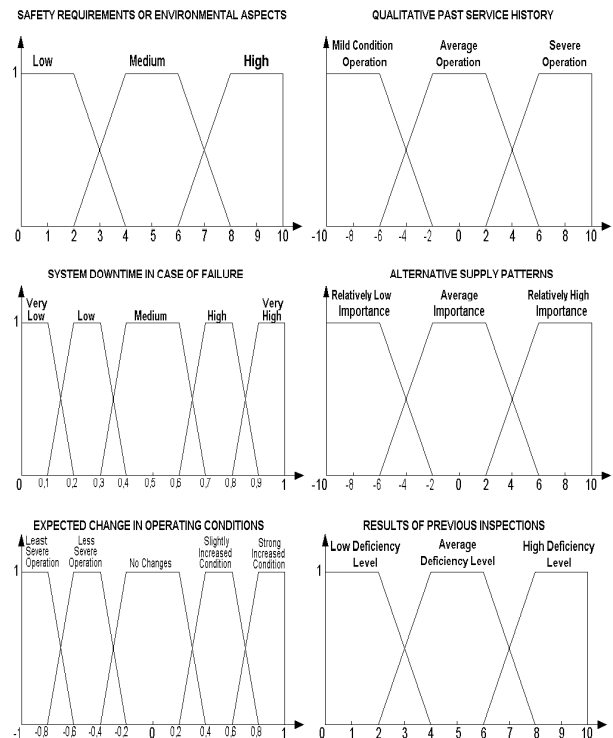 SAFETY REQUIREMENTS OR ENVIRONMENTAL ASPECTS
1
Low
Medium
High
0 1 2 3 4 5 6 7 8 9 10
QUALITATIVE PAST SERVICE HISTORY
Mild Condition
Operation
Average
Operation
Severe
Operation
1
-10 -8 -6 -4 -2 0 2 4 6 8 10
SYSTEM DOWNTIME IN CASE OF FAILURE
Very
Low
Low
Medium
High
Very
High
1
0 0,1 0,2 0,3 0,4 0,5 0,6 0,7 0,8 0,9 1
ALTERNATIVE SUPPLY PATTERNS
Relatively Low
Importance
Average
Importance
Relatively High
Importance
1
-10 -8 -6 -4 -2 0 2 4 6 8 10
EXPECTED CHANGE IN OPERATING CONDITIONS
Least
Severe
Operation
Less
Severe
Operation
No Changes
Slightly
Increased
Condition
Strong
Increased
Condition
1
-1 -0,8 -0,6 -0,4 -0,2 0 0,2 0,4 0,6 0,8 1
RESULTS OF PREVIOUS INSPECTIONS
Low Deficiency
Level
Average
Deficiency Level
High Deficiency
Level
1
0 1 2 3 4 5 6 7 8 9 10